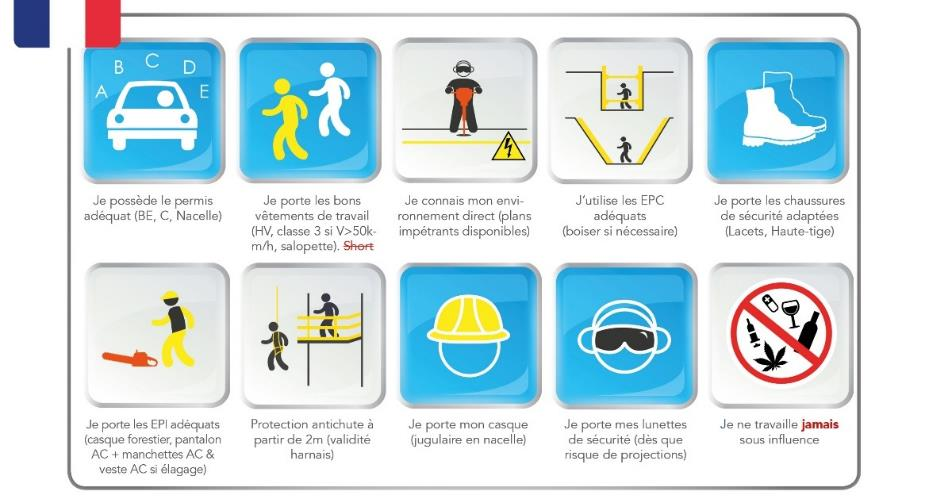 A B C D E
Je possède le permis
adéquat (BE, C, Nacelle)
Je porte les bons
vêtements de travail
(HV, classe 3 si V>50k-
m/h, salopette). Short
Je connais mon envi-
ronnement direct (plans
impétrants disponibles)
J'utilise les EPC
adéquats
(boiser si nécessaire)
Je porte les chaussures
de sécurité adaptées
(Lacets, Haute-tige)
Je porte les EPI adéquats
(casque forestier, pantalon
AC + manchettes AC &
veste AC si élagage)
Protection antichute à
partir de 2m (validité
harnais)
Je porte mon casque
(jugulaire en nacelle)
Je porte mes lunettes
de sécurité (dès que
risque de projections)
Je ne travaille jamais
sous influence